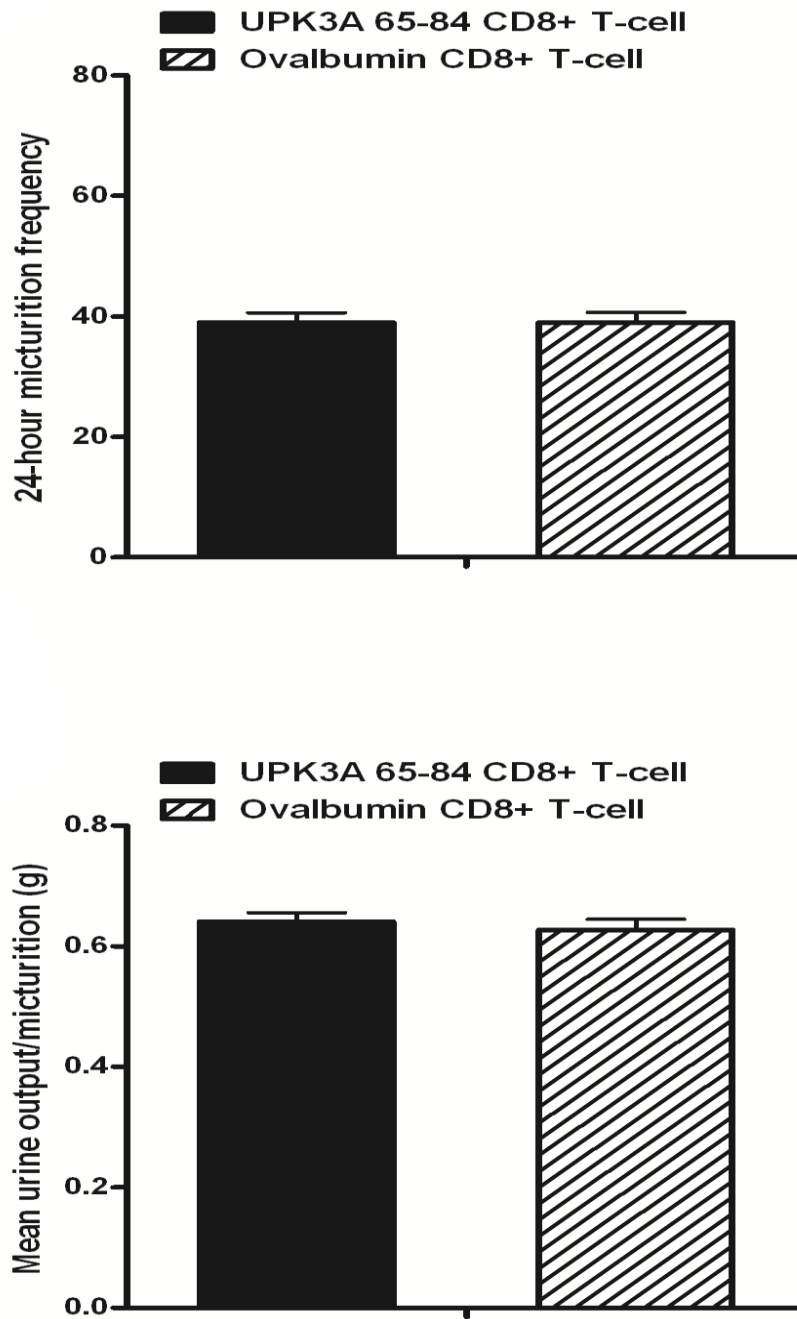 UPK3A 65-84 CD8+ T-cell
Ovalbumin CD8+ T-cell
80
60
40
20
0
24-hour micturition frequency
UPK3A 65-84 CD8+ T-cell
Ovalbumin CD8+ T-cell
0.8
0.6
0.4
0.2
0.0
Mean urine output/micturition (g)